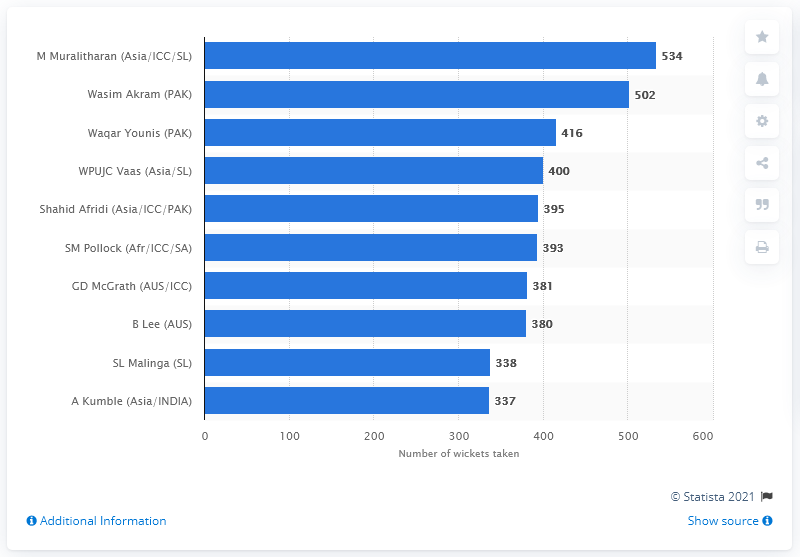 M Muralitharan (Asia/ICC/SL) 534
Wasim Akram (PAK) 502
Waqar Younis (PAK) 416
WPUJC Vaas (Asia/SL) 400
Shahid Afridi (Asia/ICC/PAK) 395
SM Pollock (Afr/ICC/SA) 393
GD McGrath (AUS/ICC) 381
B Lee (AUS) 380
SL Malinga (SL) 338
A Kumble (Asia/INDIA) 337
0 100 200 300 400 500 600
Number of wickets taken
© Statista 2021
Additional Information
Show source